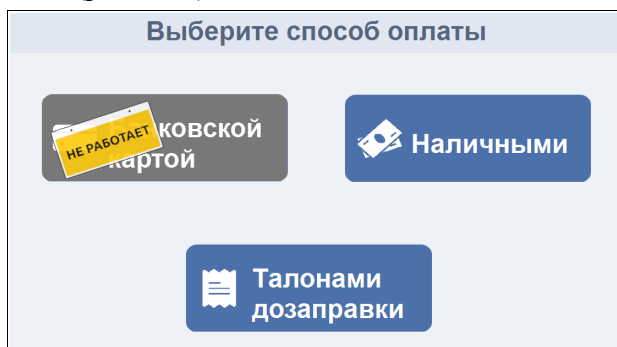 Выберите способ оплаты
НЕ РАБОТАЕТ
ковской
картой
Наличными
Талонами
дозаправки